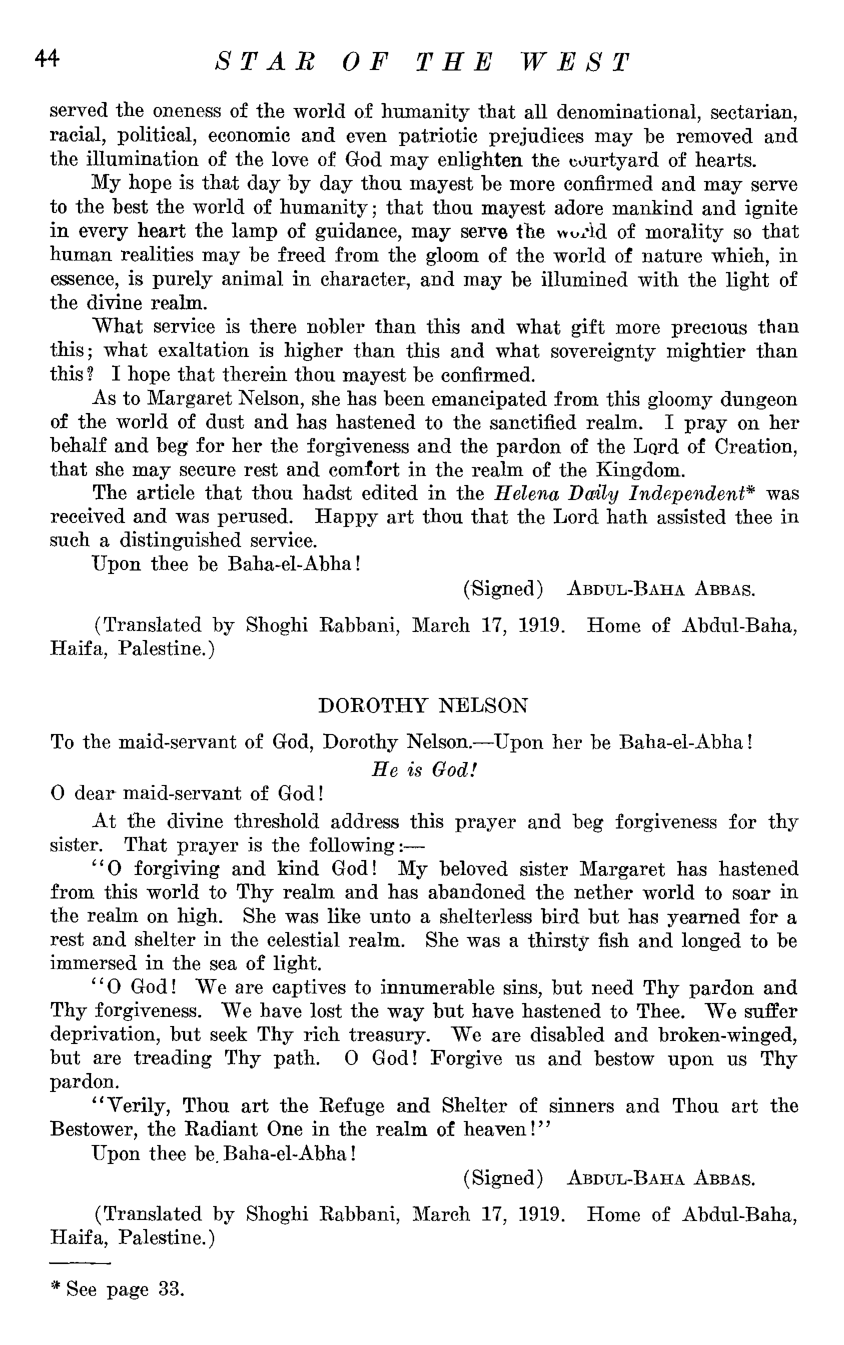 44 STAR OF THE WEST
served the oneness of the world of humanity that all denominational, sectarian,
racial, political, economic and even patriotic prejudices may be removed and
the illumination of the love of God may enlighten the courtyard of hearts.
My hope is that day by day thou mayest be more confirmed and may serve
to the best the world of humanity; that thou mayest adore mankind and ignite
in every heart the lamp of guidance, may serve the world of morality so that
human realities may be freed from the gloom of the world of nature which, in
essence, is purely animal in character, and may be illumined with the light of
the divine realm.
What service is there nobler than this and what gift more precious than
this; what exaltation is higher than this and what sovereignty mightier than
this? I hope that therein thou mayest be confirmed.
As to Margaret Nelson, she has been emancipated from this gloomy dungeon
of the world of dust and has hastened to the sanctified realm. I pray on her
behalf and beg for her the forgiveness and the pardon of the Lord of Creation,
that she may secure rest and comfort in the realm of the Kingdom.
The article that thou hadst edited in the Helena Daily Independent* was
received and was perused. Happy art thou that the Lord hath assisted thee in
such a distinguished service.
Upon thee be Baha-el-Abha!
(Signed) ABDUL-BAHA ABBAS.
(Translated by Shoghi Rabbani, March 17, 1919. Home of Abdul-Baha,
Haifa, Palestine.)
DOROTHY NELSON
To the maid-servant of God, Dorothy Nelson.—Upon her be Baha-el-Abha!
He is God!
O dear maid-servant of God!
At the divine threshold address this prayer and beg forgiveness for thy
sister. That prayer is the following:—
"O forgiving and kind God! My beloved sister Margaret has hastened
from this world to Thy realm and has abandoned the nether world to soar in
the realm on high. She was like unto a shelterless bird but has yearned for a
rest and shelter in the celestial realm. She was a thirsty fish and longed to be
immersed in the sea of light.
"O God! We are captives to innumerable sins, but need Thy pardon and
Thy forgiveness. We have lost the way but have hastened to Thee. We suffer
deprivation, but seek Thy rich treasury. We are disabled and broken-winged,
but are treading Thy path. O God! Forgive us and bestow upon us Thy
pardon.
"Verily, Thou art the Refuge and Shelter of sinners and Thou art the
Bestower, the Radiant One in the realm of heaven!"
Upon thee be Baha-el-Abha!
(Signed) ABDUL-BAHA ABBAS.
(Translated by Shoghi Rabbani, March 17, 1919. Home of Abdul-Baha,
Haifa, Palestine.)
* See page 33.